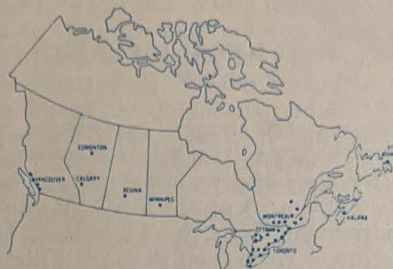 EDMONTON
VANCOUVER
CALGARY
REGINA
WINNIPEG
MONTREAL
OTTAWA
TORONTO
HALIFAX